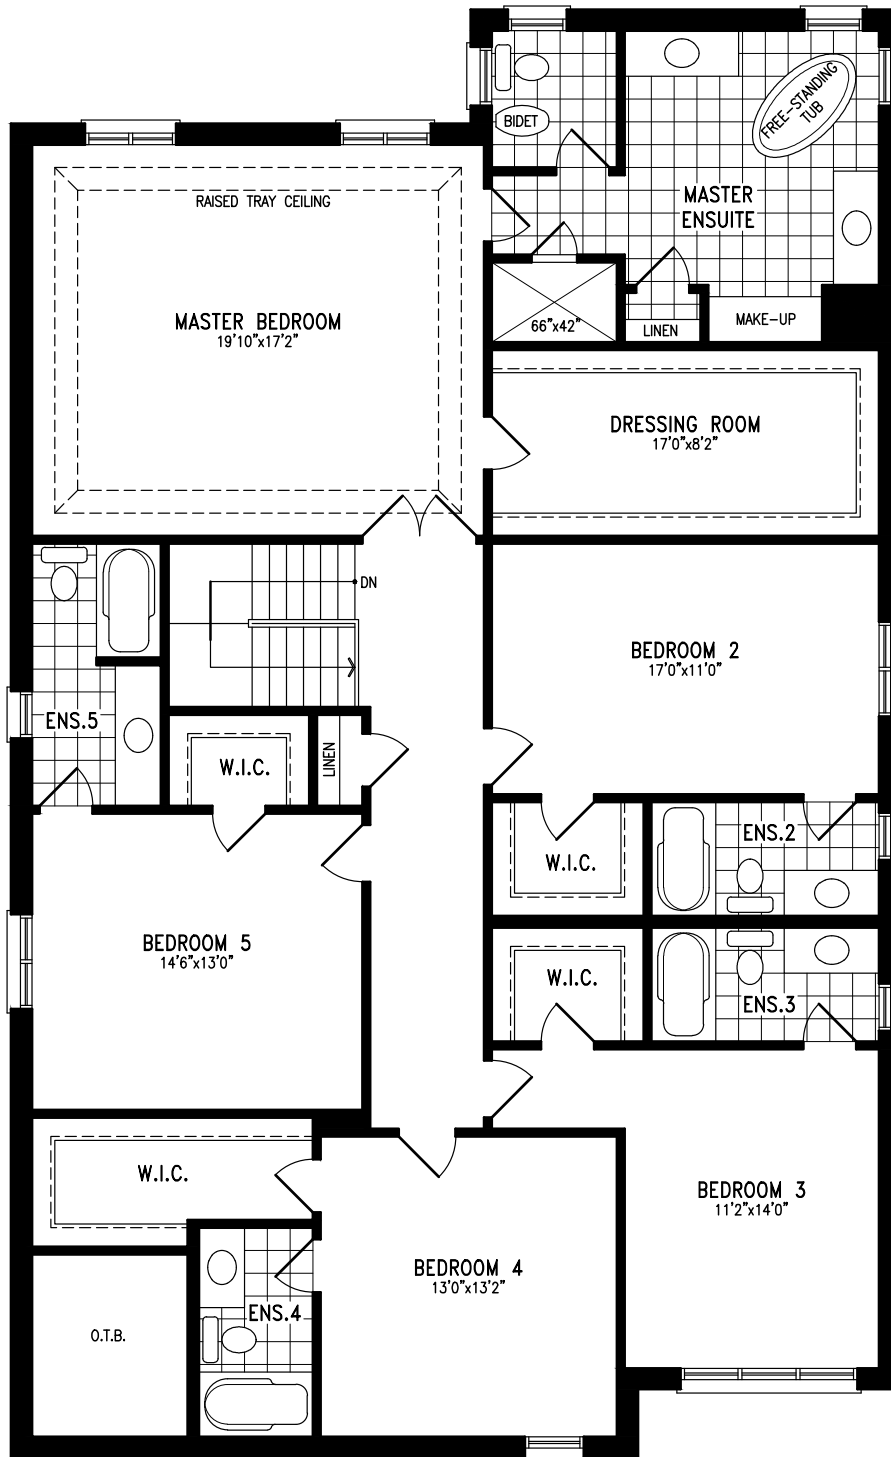 BIDET
FREE-STANDING
TUB
RAISED TRAY CEILING
MASTER
ENSUITE
MASTER BEDROOM
19'10"x17'2"
66"x42"
LINEN
MAKE-UP
DRESSING ROOM
17'0"x8'2"
DN
BEDROOM 2
17'0"x11'0"
ENS.5
W.I.C.
LINEN
ENS.2
W.I.C.
BEDROOM 5
14'6"x13'0"
W.I.C.
ENS.3
W.I.C.
BEDROOM 3
11'2"x14'0"
BEDROOM 4
13'0"x13'2"
ENS.4
O.T.B.